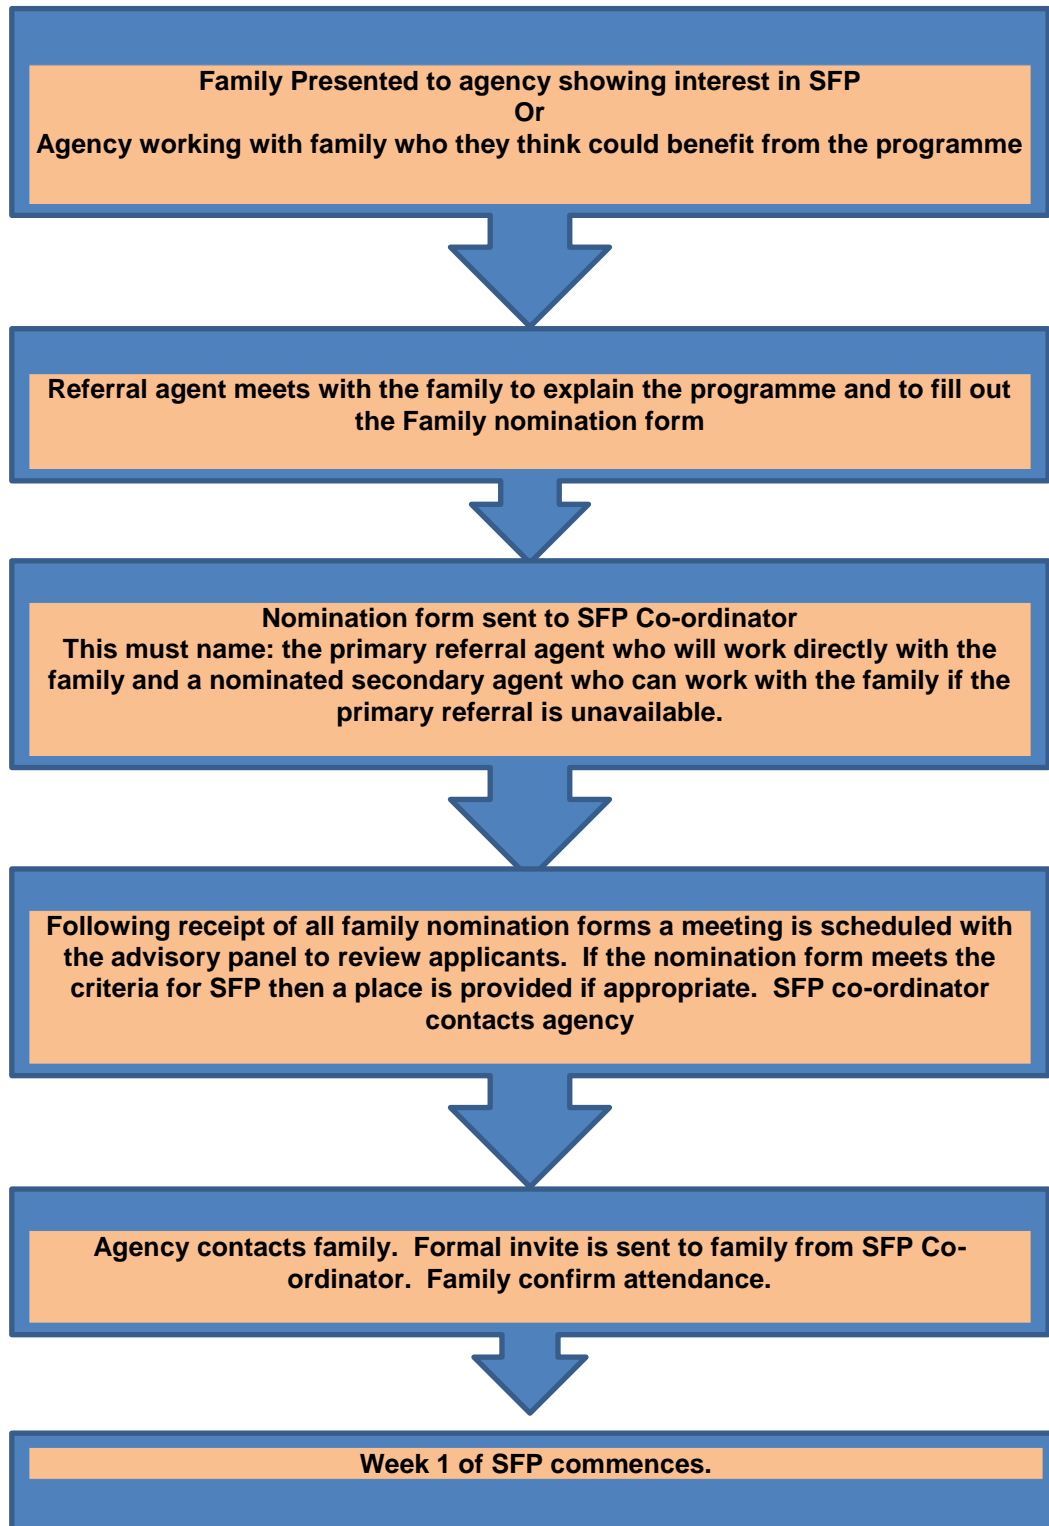 Family Presented to agency showing interest in SFP
Or
Agency working with family who they think could benefit from the programme
Referral agent meets with the family to explain the programme and to fill out
the Family nomination form
Nomination form sent to SFP Co-ordinator
This must name: the primary referral agent who will work directly with the
family and a nominated secondary agent who can work with the family if the
primary referral is unavailable.
Following receipt of all family nomination forms a meeting is scheduled with
the advisory panel to review applicants.  If the nomination form meets the
criteria for SFP then a place is provided if appropriate.  SFP co-ordinator
contacts agency
Agency contacts family.  Formal invite is sent to family from SFP Co-
ordinator.  Family confirm attendance.
Week 1 of SFP commences.